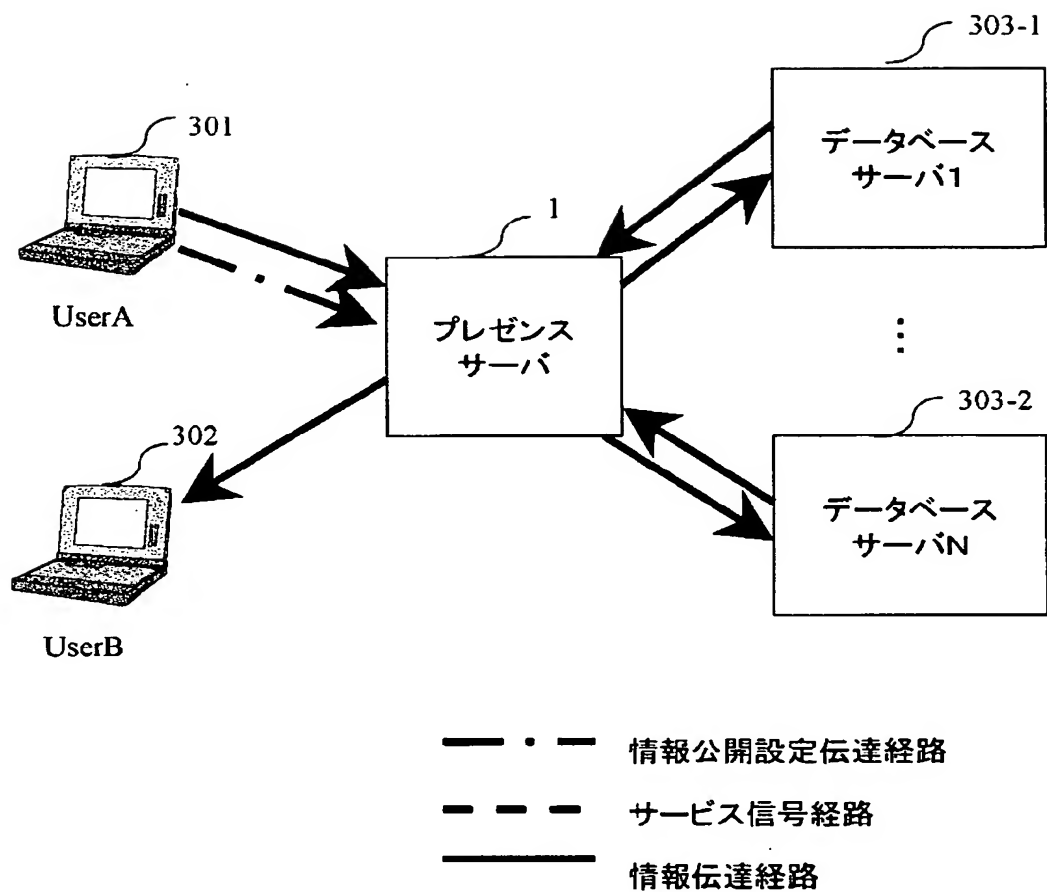 303-1
301
データベース
サーバ1
1
UserA
プレゼンス
サーバ
303-2
302
データベース
サーバN
UserB
情報公開設定伝達経路
サービス信号経路
情報伝達経路